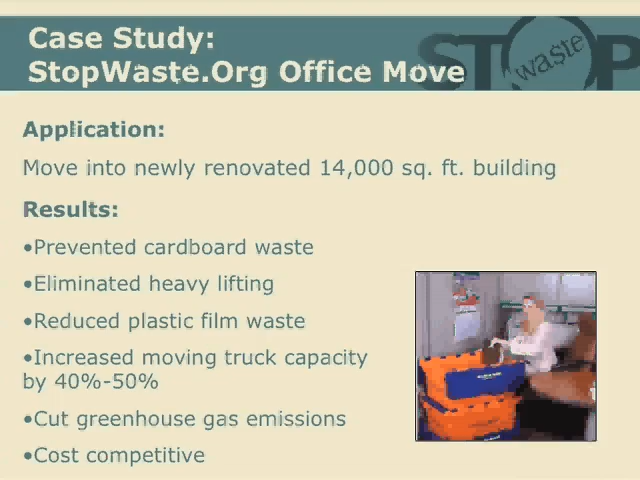 Case Study:
StopWaste.Org Office Move
STOP
waste
Application:
Move into newly renovated 14,000 sq. ft. building
Results:
•Prevented cardboard waste
•Eliminated heavy lifting
•Reduced plastic film waste
•Increased moving truck capacity
by 40%-50%
•Cut greenhouse gas emissions
•Cost competitive